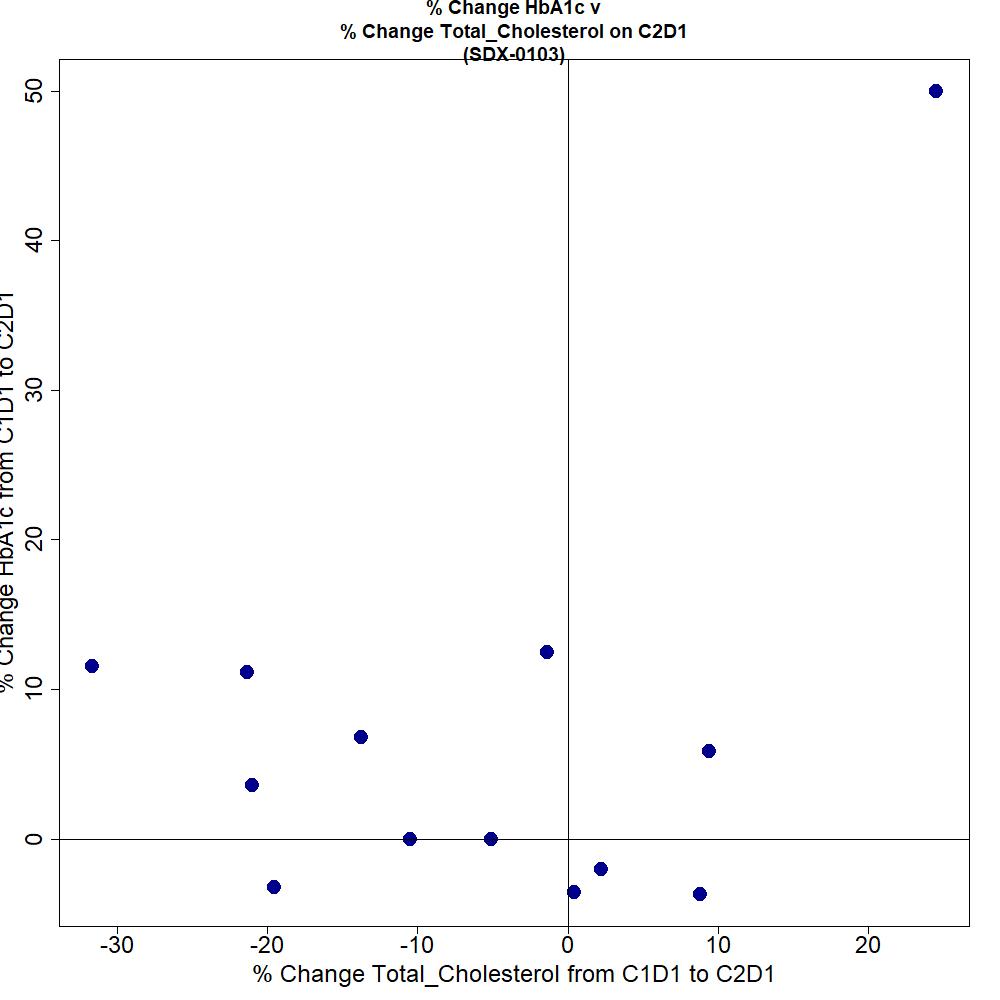 % Change HbA1c v
% Change Total_Cholesterol on C2D1
(SDX-0103)
% Change HbA1c from C1D1 to C2D1
50
40
30
20
10
0
-30
-20
-10
0
10
20
% Change Total_Cholesterol from C1D1 to C2D1